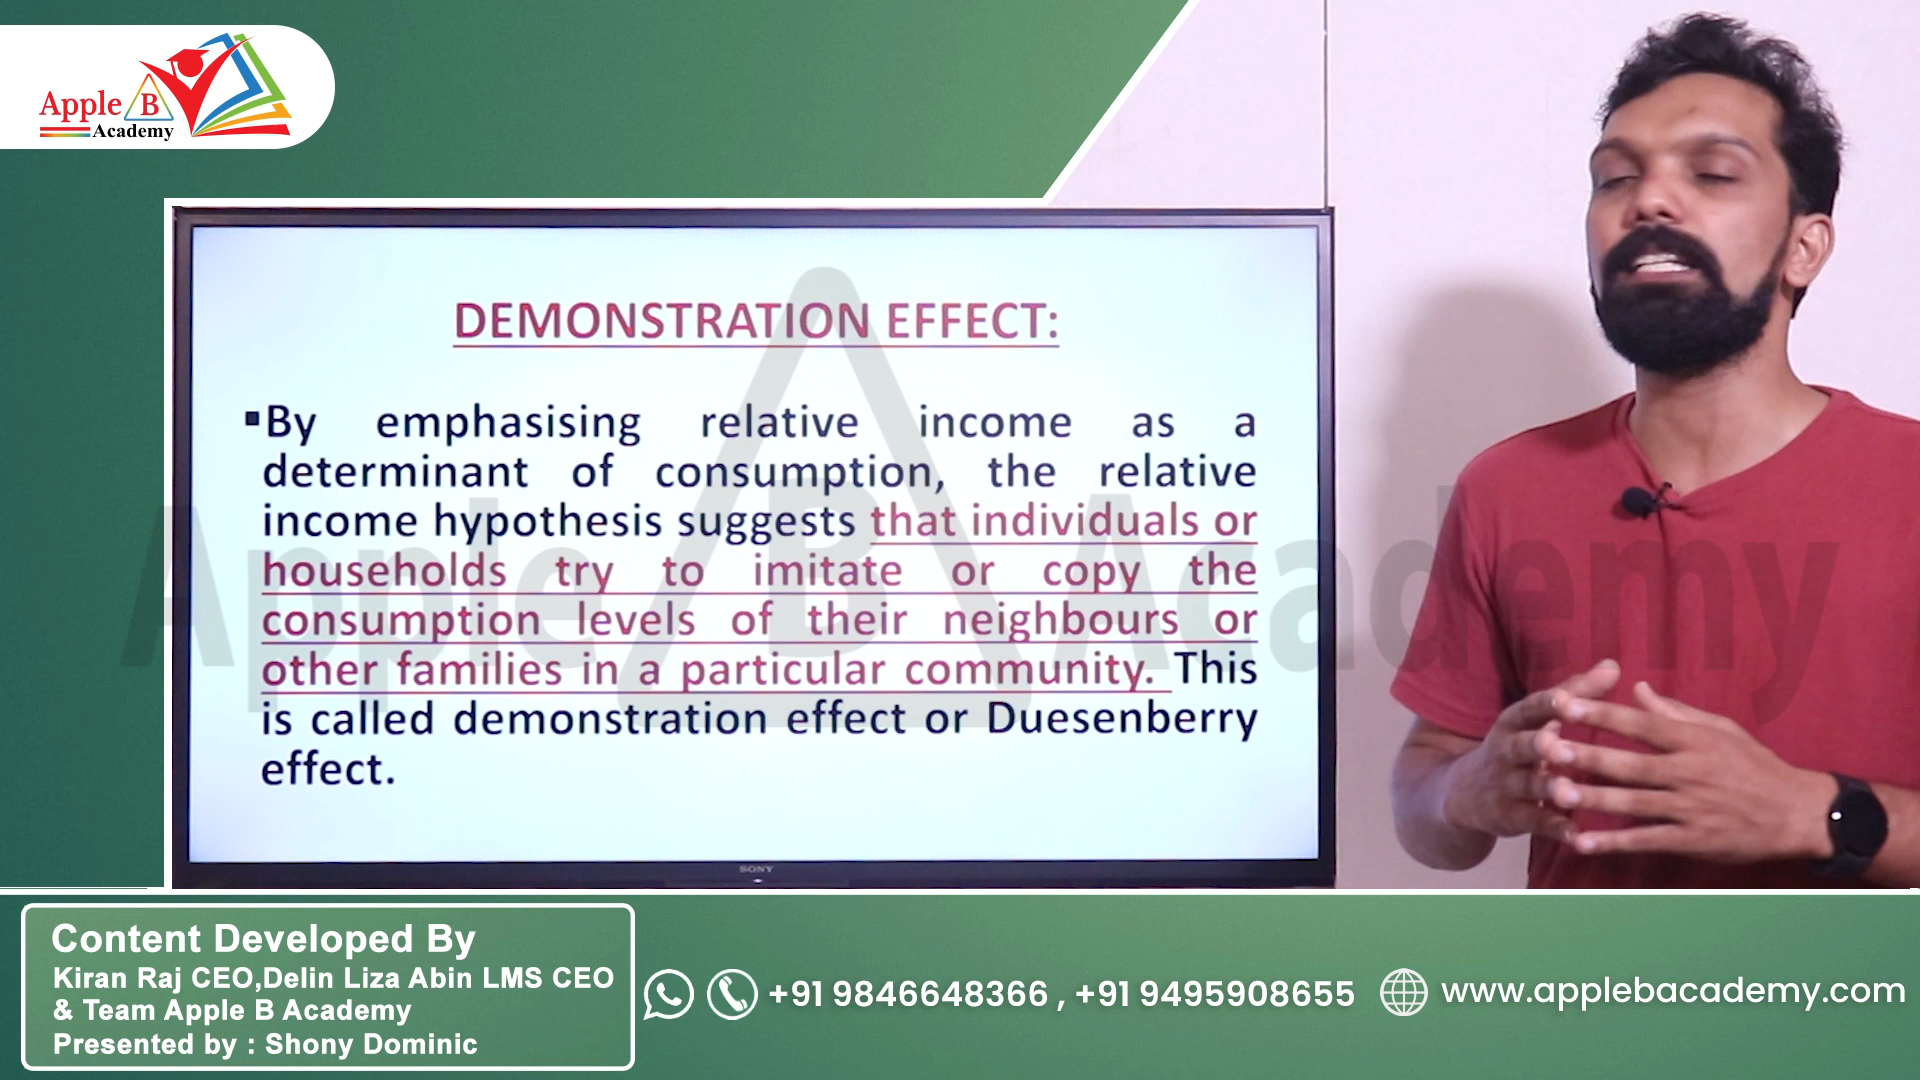 Apple B
Academy
DEMONSTRATION EFFECT:
▪By emphasising relative income as a
determinant of consumption, the relative
income hypothesis suggests that individuals or
households try to imitate or copy the
consumption levels of their neighbours or
other families in a particular community. This
is called demonstration effect or Duesenberry
effect.
Apple B Academy
SONY
Content Developed By
Kiran Raj CEO,Delin Liza Abin LMS CEO
& Team Apple B Academy
Presented by : Shony Dominic
+91 9846648366 , +91 9495908655
www.applebacademy.com